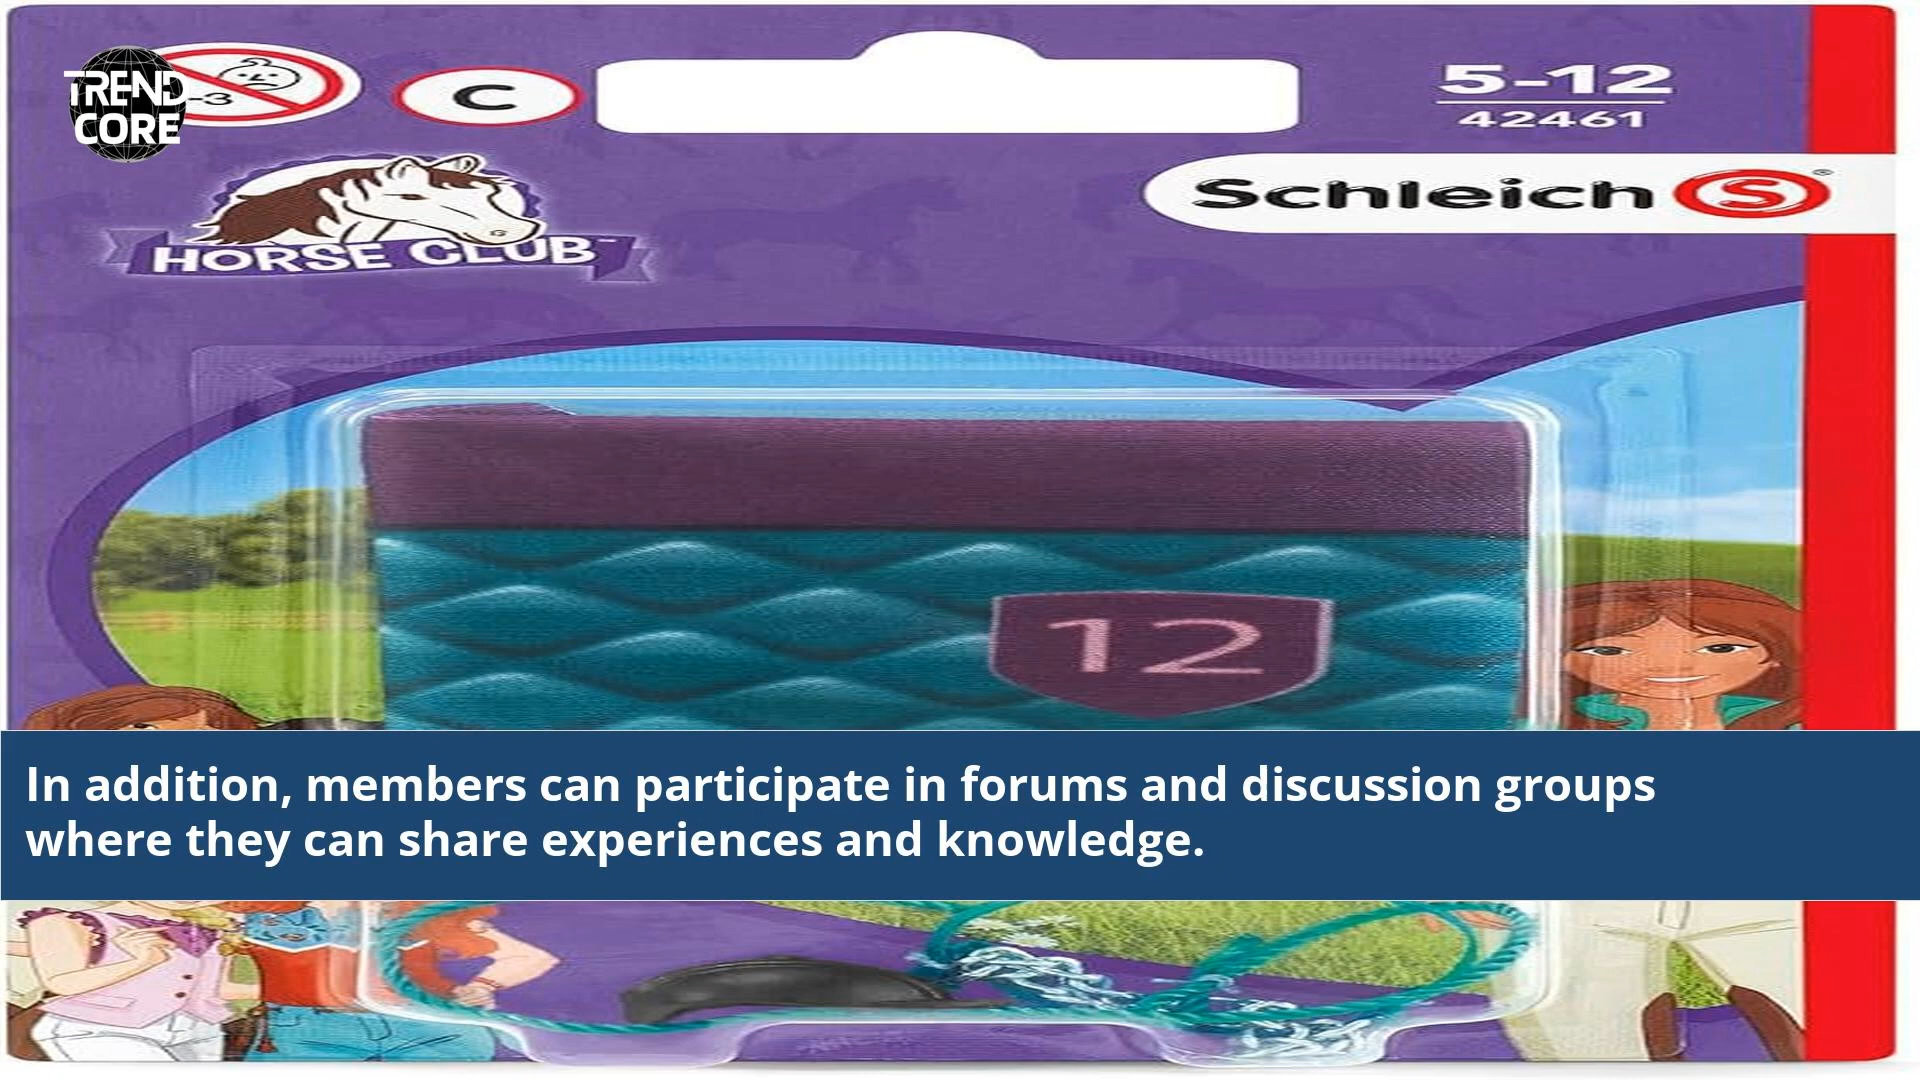 TREND
CORE
-3
C
5-12
42461
Schleich S ®
HORSE CLUB™
12
In addition, members can participate in forums and discussion groups
where they can share experiences and knowledge.